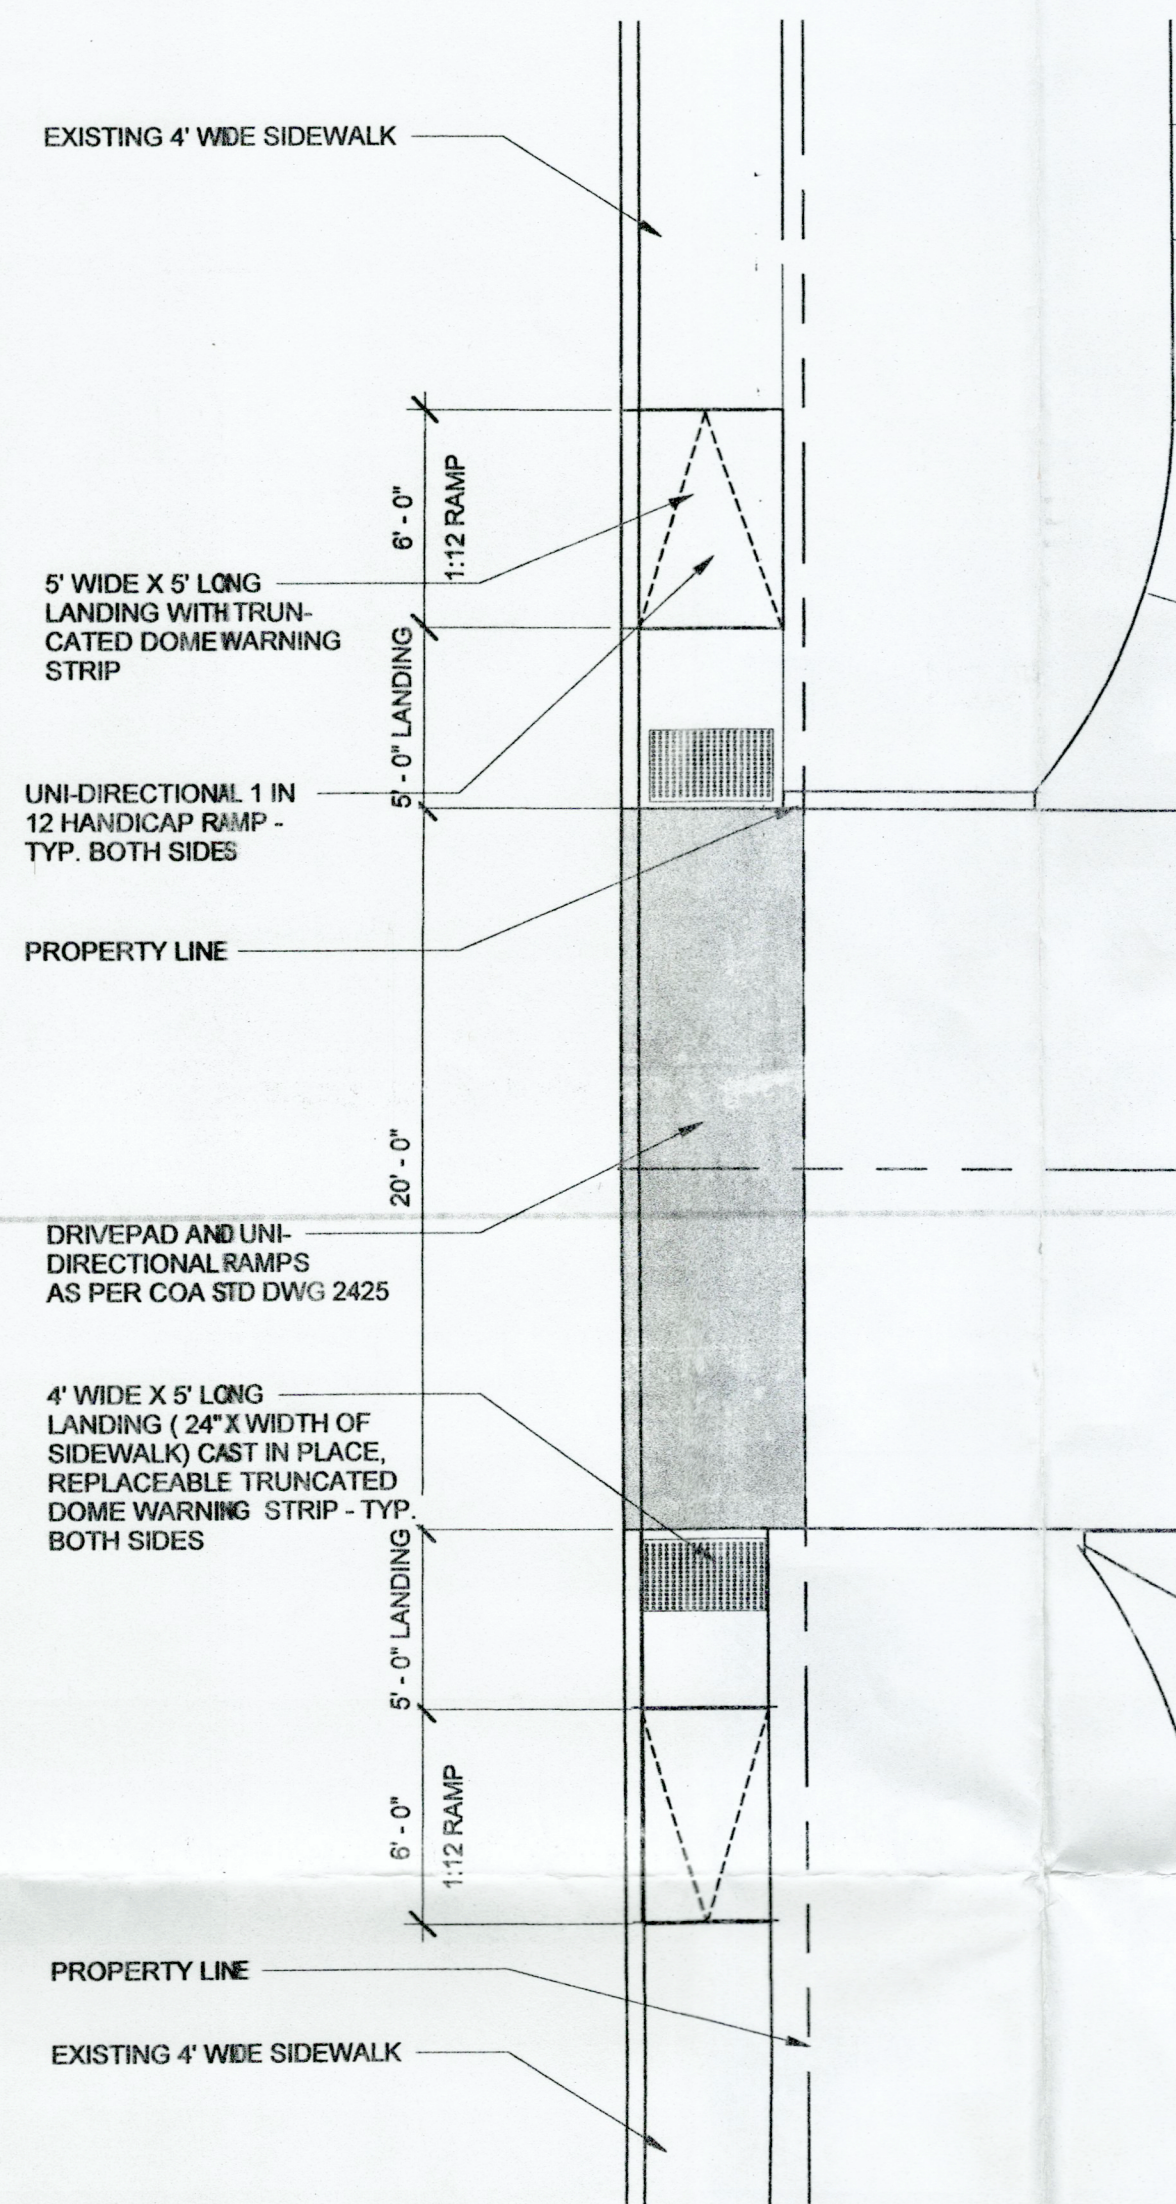 EXISTING 4' WIDE SIDEWALK
6' - 0"
1:12 RAMP
5' WIDE X 5' LONG
LANDING WITH TRUN-
CATED DOME WARNING
STRIP
5' - 0" LANDING
UNI-DIRECTIONAL 1 IN
12 HANDICAP RAMP -
TYP. BOTH SIDES
PROPERTY LINE
20' - 0"
DRIVEPAD AND UNI-
DIRECTIONAL RAMPS
AS PER COA STD DWG 2425
4' WIDE X 5' LONG
LANDING ( 24" X WIDTH OF
SIDEWALK) CAST IN PLACE,
REPLACEABLE TRUNCATED
DOME WARNING STRIP - TYP.
BOTH SIDES
5' - 0" LANDING
6' - 0"
1:12 RAMP
PROPERTY LINE
EXISTING 4' WIDE SIDEWALK